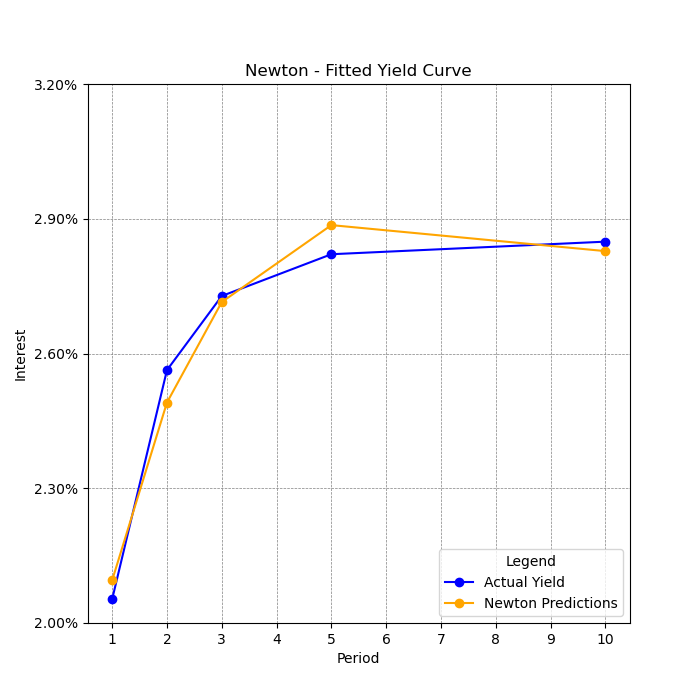 Newton - Fitted Yield Curve
3.20%
2.90%
2.60%
2.30%
2.00%
Interest
Legend
Actual Yield
Newton Predictions
1 2 3 4 5 6 7 8 9 10
Period